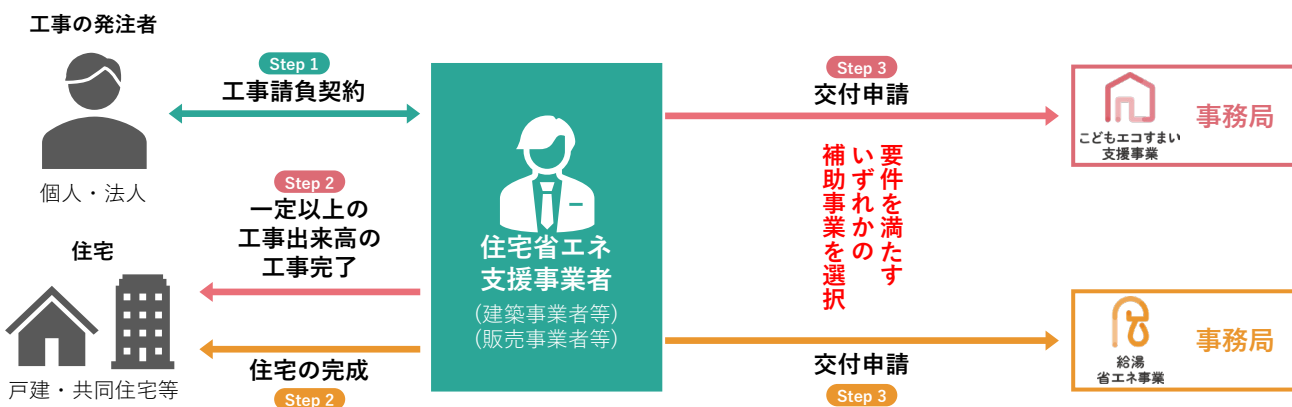 工事の発注者
個人・法人
住宅
戸建・共同住宅等
Step 1
工事請負契約
Step 2
一定以上の
工事出来高の
工事完了
住宅の完成
Step 2
住宅省エネ
支援事業者
(建築事業者等)
(販売事業者等)
Step 3
交付申請
要件を満たす
いずれかの
補助事業を選択
交付申請
Step 3
こどもエコすまい
支援事業
事務局
給湯
省エネ事業
事務局